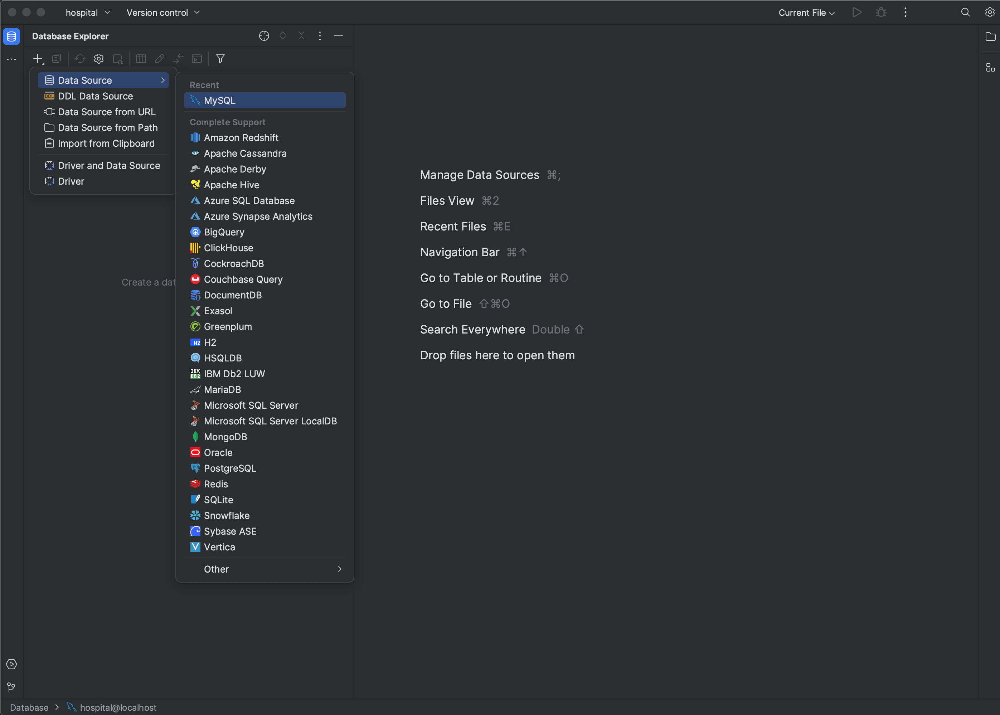 hospital
Version control
Current File
Database Explorer
Data Source
DDL Data Source
Data Source from URL
Data Source from Path
Import from Clipboard
Driver and Data Source
Driver
Recent
MySQL
Complete Support
Amazon Redshift
Apache Cassandra
Apache Derby
Apache Hive
Azure SQL Database
Azure Synapse Analytics
BigQuery
ClickHouse
CockroachDB
Couchbase Query
DocumentDB
Exasol
Greenplum
H2 H2
HSQLDB
IBM DB2 IBM Db2 LUW
MariaDB
Microsoft SQL Server
Microsoft SQL Server LocalDB
MongoDB
Oracle
PostgreSQL
Redis
SQLite
Snowflake
Sybase ASE
Vertica
Other
Create a dat
Manage Data Sources ⌘;
Files View ⌘2
Recent Files ⌘E
Navigation Bar ⌘↑
Go to Table or Routine ⌘O
Go to File ⇧⌘O
Search Everywhere Double ⇧
Drop files here to open them
Database > hospital@localhost